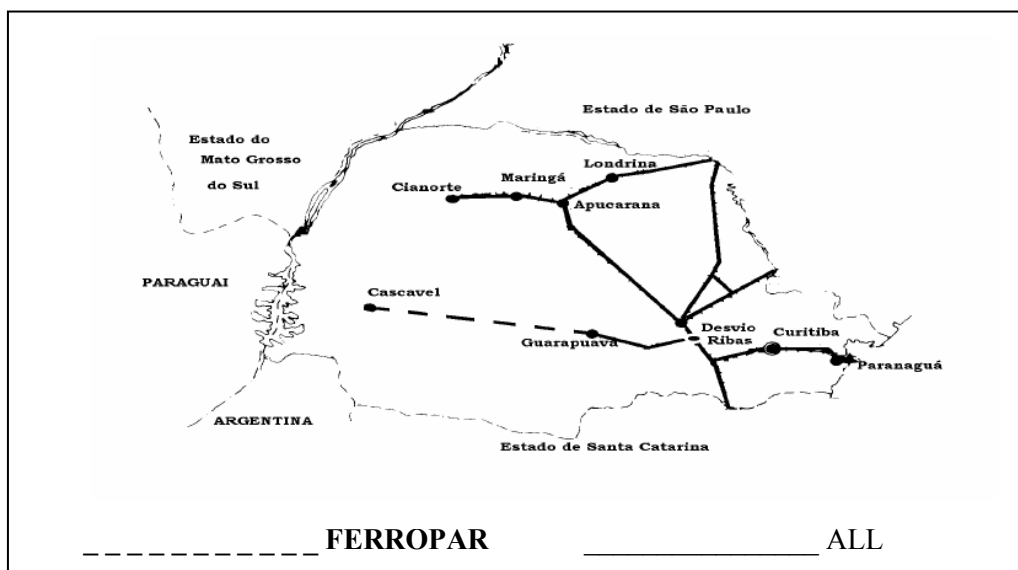 Estado de São Paulo
Estado do
Mato Grosso
do Sul
Londrina
Maringá
Cianorte
Apucarana
PARAGUAI
Cascavel
Guarapuava
Desvio
Ribas
Curitiba
Paranaguá
ARGENTINA
Estado de Santa Catarina
FERROPAR ALL